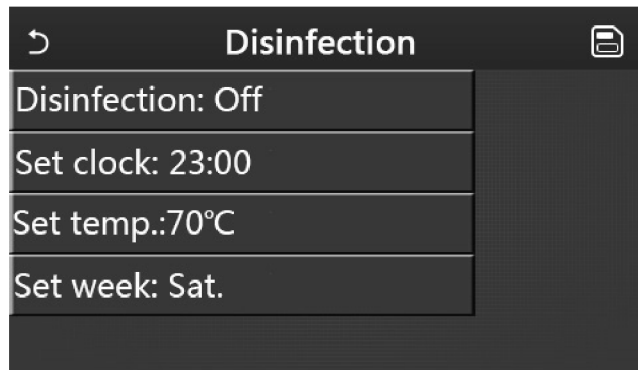 Disinfection
Disinfection: Off
Set clock: 23:00
Set temp.:70℃
Set week: Sat.